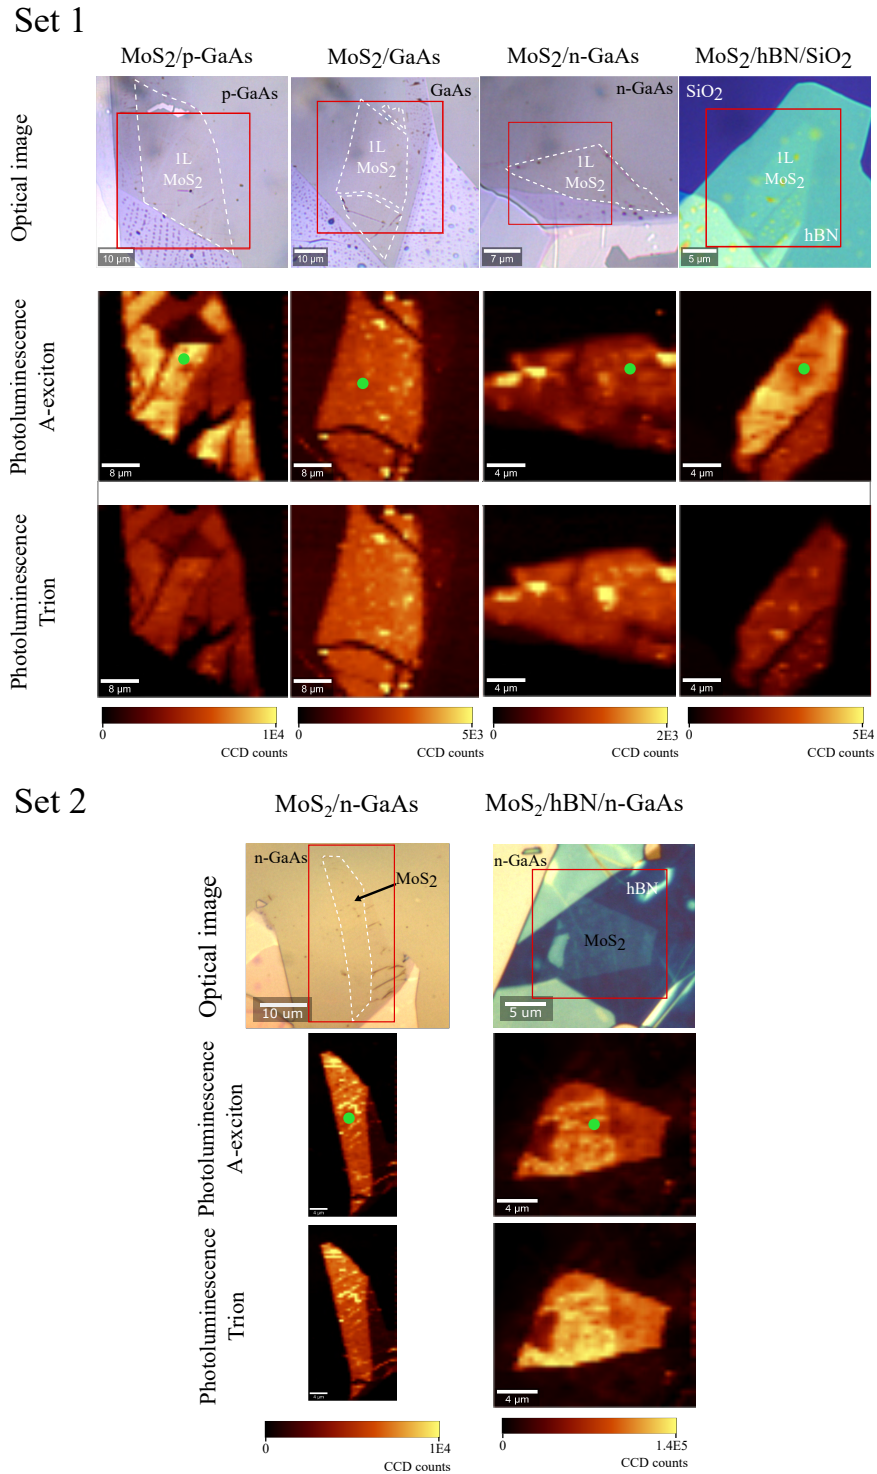 Set 1
MoS2/p-GaAs
MoS2/GaAs
MoS2/n-GaAs
MoS2/hBN/SiO2
Optical image
p-GaAs
1L
MoS2
10 µm
GaAs
1L
MoS2
10 µm
n-GaAs
1L
MoS2
7 µm
SiO2
1L
MoS2
hBN
5 µm
Photoluminescence
A-exciton
8 µm
8 µm
4 µm
4 µm
Photoluminescence
Trion
8 µm
8 µm
4 µm
4 µm
0
1E4
CCD counts
0
5E3
CCD counts
0
2E3
CCD counts
0
5E4
CCD counts
Set 2
MoS2/n-GaAs
MoS2/hBN/n-GaAs
Optical image
n-GaAs
MoS2
10 um
n-GaAs
hBN
MoS2
5 um
Photoluminescence
A-exciton
4 µm
4 µm
Photoluminescence
Trion
4 µm
4 µm
0
1E4
CCD counts
0
1.4E5
CCD counts